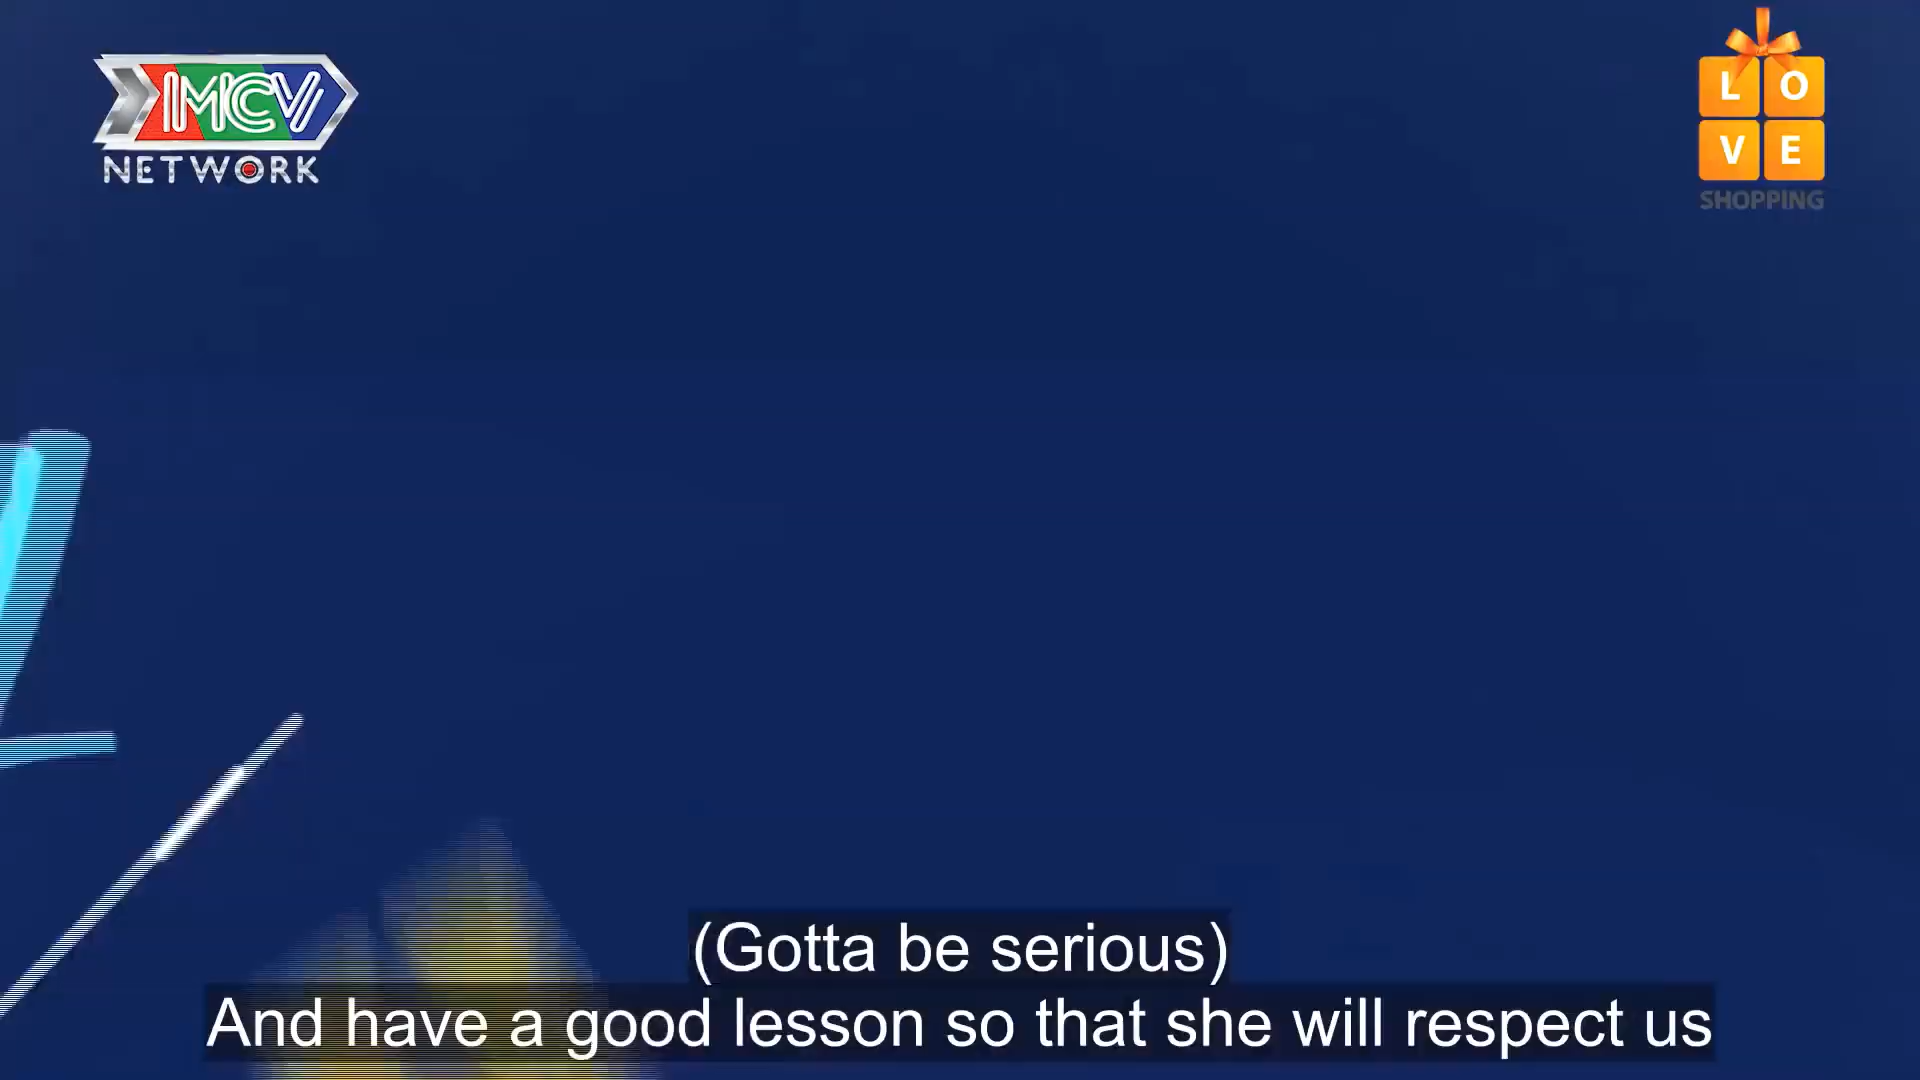 MCV
NETWORK
L O
V E
SHOPPING
(Gotta be serious)
And have a good lesson so that she will respect us